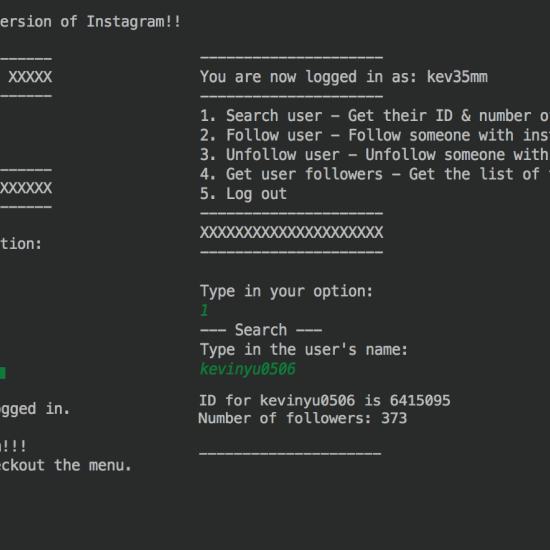 ersion of Instagram!!
XXXXX
XXXXXX
tion:
ogged in.
!!!
ckout the menu.
---------------------
You are now logged in as: kev35mm
---------------------
1. Search user – Get their ID & number o
2. Follow user – Follow someone with ins
3. Unfollow user – Unfollow someone with
4. Get user followers – Get the list of
5. Log out
---------------------
XXXXXXXXXXXXXXXXXXXXX
---------------------
Type in your option:
1
––– Search –––
Type in the user's name:
kevinyu0506
ID for kevinyu0506 is 6415095
Number of followers: 373
---------------------